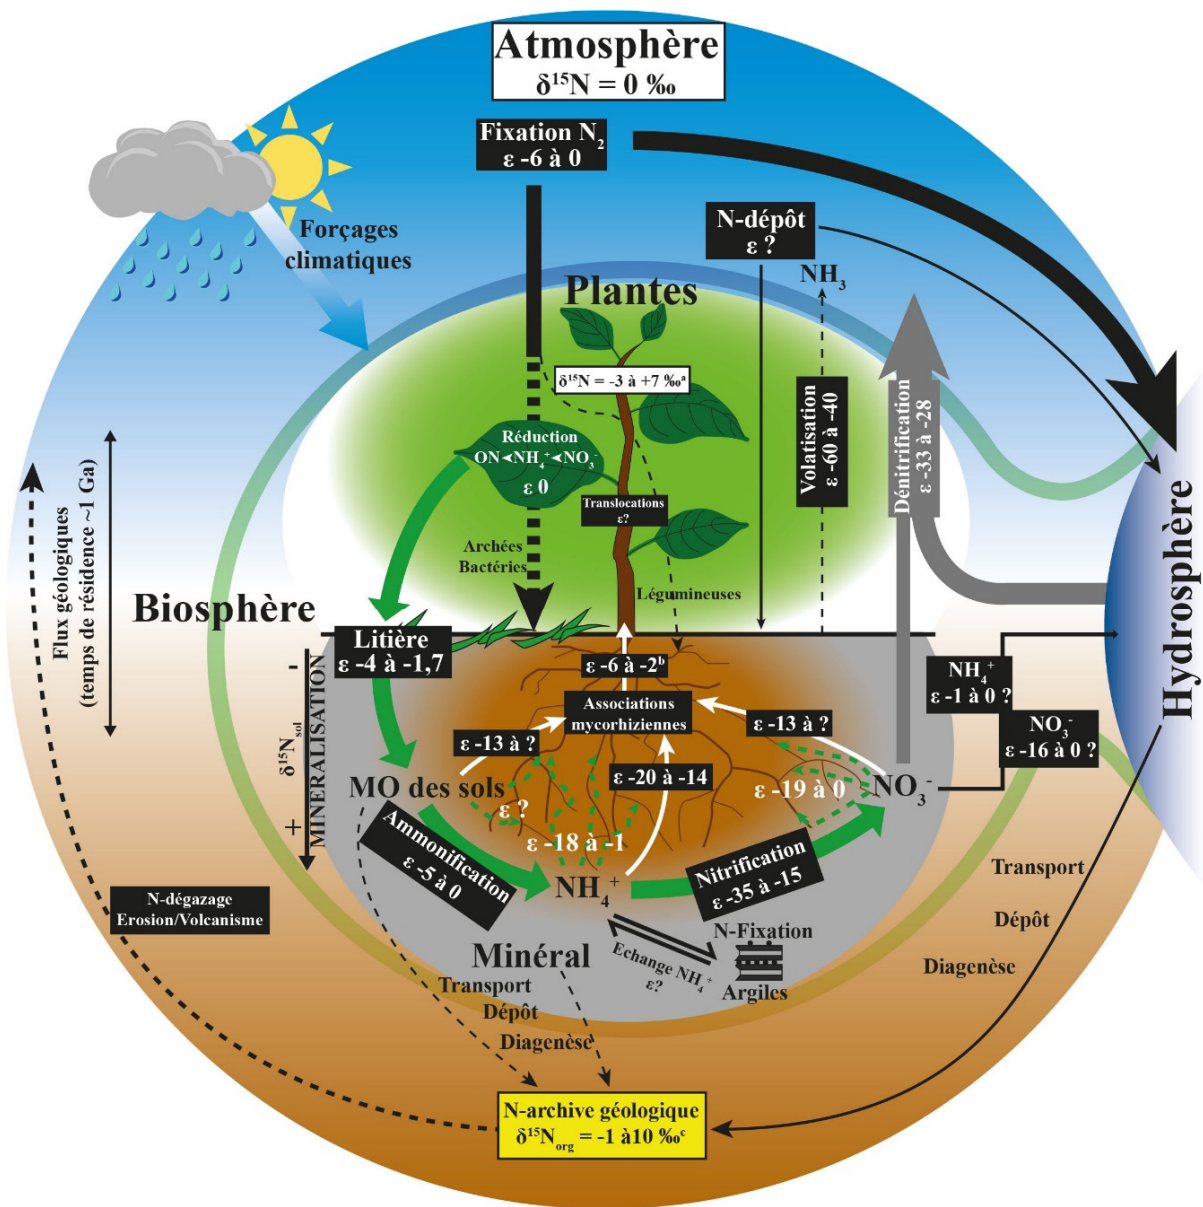 Atmosphère
δ¹⁵N = 0 ‰
Fixation N₂
ε -6 à 0
N-dépôt
ε ?
NH₃
Forçages
climatiques
Plantes
δ¹⁵N = -3 à +7 ‰ᵃ
Réduction
ON◄NH₄⁺◄NO₃⁻
ε 0
Translocations
ε?
Volatisation
ε -60 à -40
Dénitrification
ε -33 à -28
Archées
Bactéries
Légumineuses
Flux géologiques
(temps de résidence ~1 Ga)
Biosphère
Hydrosphère
Litière
ε -4 à -1,7
-
δ¹⁵Nsol
+
MINERALISATION
ε -6 à -2ᵇ
Associations
mycorhiziennes
NH₄⁺
ε -1 à 0 ?
NO₃⁻
ε -16 à 0 ?
ε -13 à ?
ε -13 à ?
ε -20 à -14
MO des sols
ε ?
ε -18 à -1
ε -19 à 0
NO₃⁻
Ammonification
ε -5 à 0
NH₄⁺
Nitrification
ε -35 à -15
Minéral
Echange NH₄⁺
ε?
N-Fixation
Argiles
N-dégazage
Erosion/Volcanisme
Transport
Dépôt
Diagenèse
Transport
Dépôt
Diagenèse
N-archive géologique
δ¹⁵Norg = -1 à10 ‰ᶜ